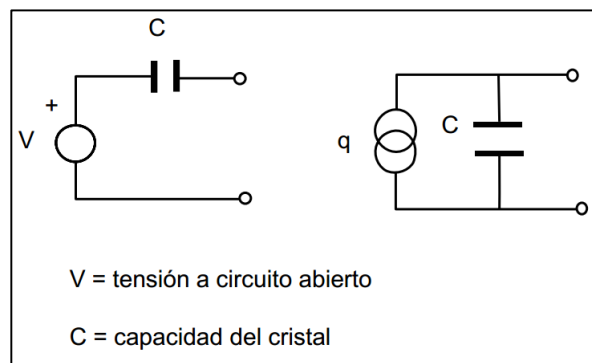 C
+
V
q
C
V = tensión a circuito abierto
C = capacidad del cristal